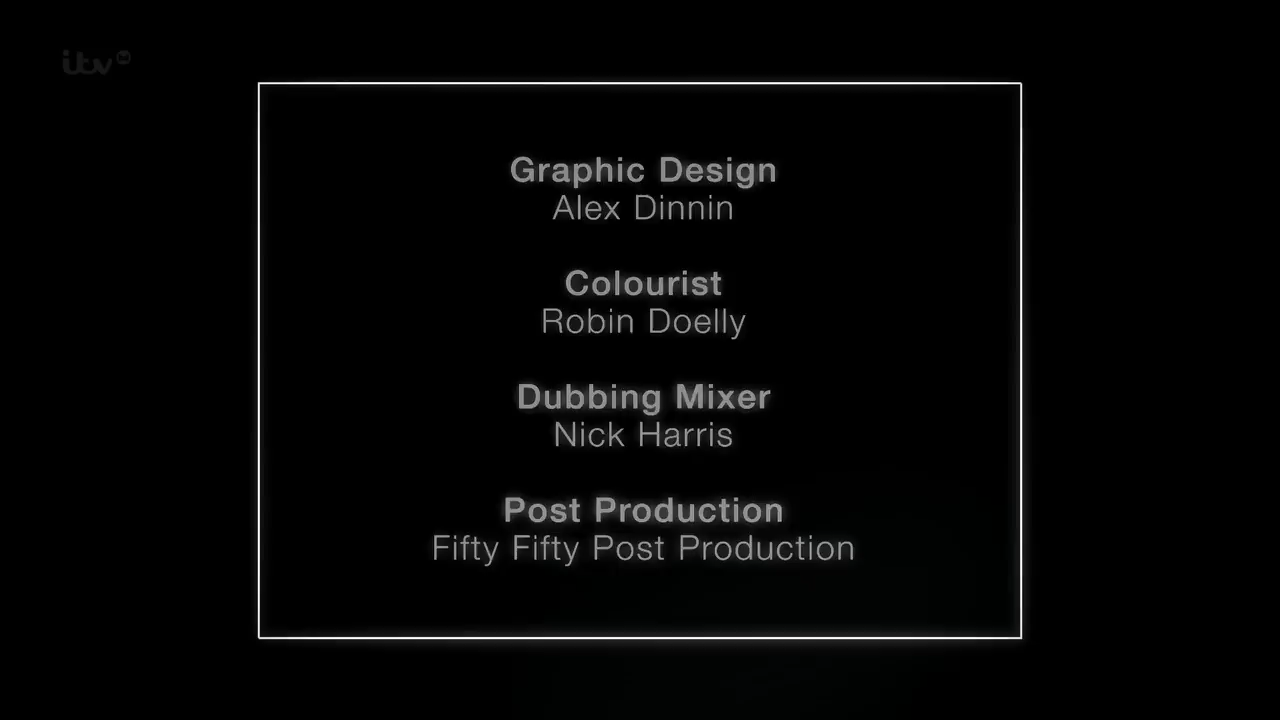 itv
Graphic Design
Alex Dinnin
Colourist
Robin Doelly
Dubbing Mixer
Nick Harris
Post Production
Fifty Fifty Post Production